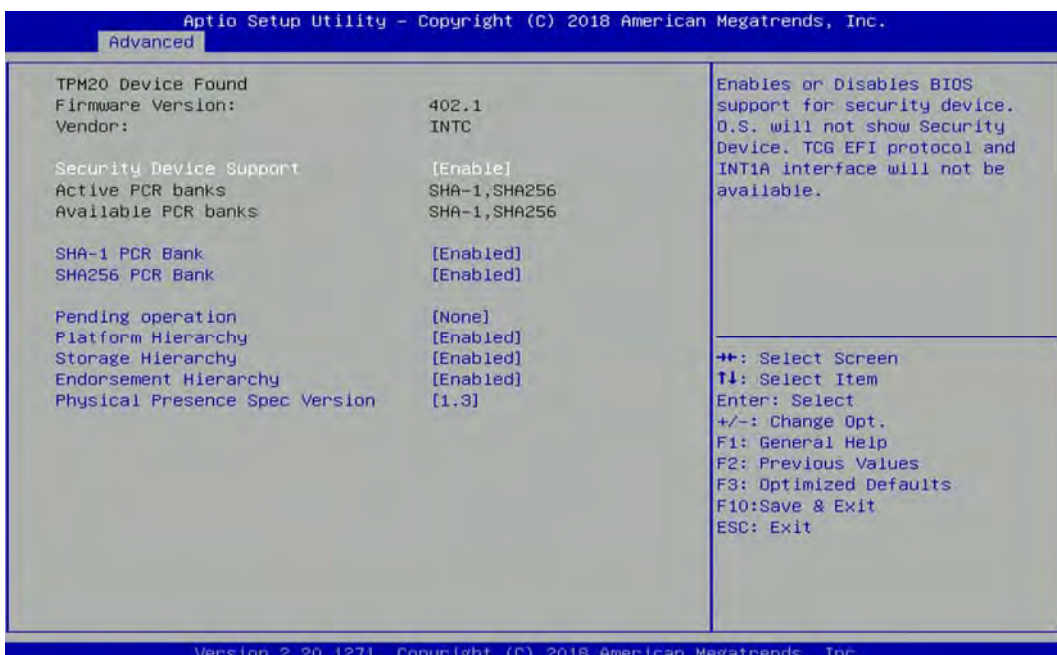 Aptio Setup Utility – Copyright (C) 2018 American Megatrends, Inc.
Advanced
TPM20 Device Found
Firmware Version: 402.1
Vendor: INTC
Security Device Support [Enable]
Active PCR banks SHA-1,SHA256
Available PCR banks SHA-1,SHA256
SHA-1 PCR Bank [Enabled]
SHA256 PCR Bank [Enabled]
Pending operation [None]
Platform Hierarchy [Enabled]
Storage Hierarchy [Enabled]
Endorsement Hierarchy [Enabled]
Physical Presence Spec Version [1.3]
Enables or Disables BIOS
support for security device.
O.S. will not show Security
Device. TCG EFI protocol and
INT1A interface will not be
available.
→←: Select Screen
↑↓: Select Item
Enter: Select
+/-: Change Opt.
F1: General Help
F2: Previous Values
F3: Optimized Defaults
F10:Save & Exit
ESC: Exit
Version 2.20.1271. Copyright (C) 2018 American Megatrends, Inc.